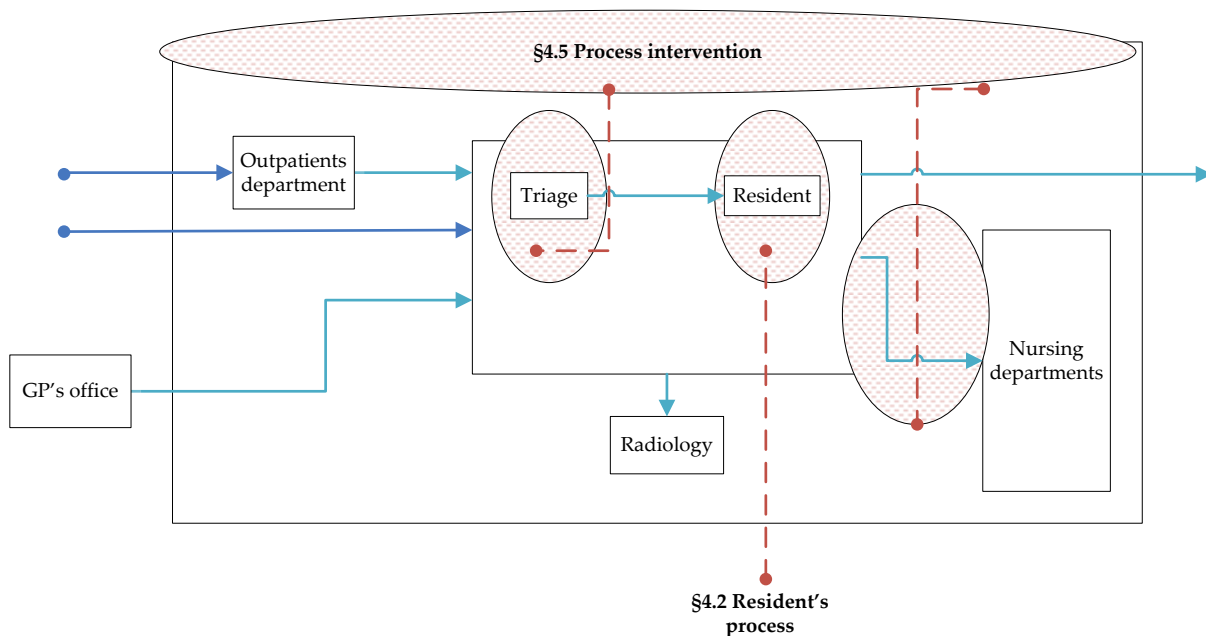 §4.5 Process intervention
Outpatients
department
Triage
Resident
GP’s office
Nursing
departments
Radiology
§4.2 Resident’s
process